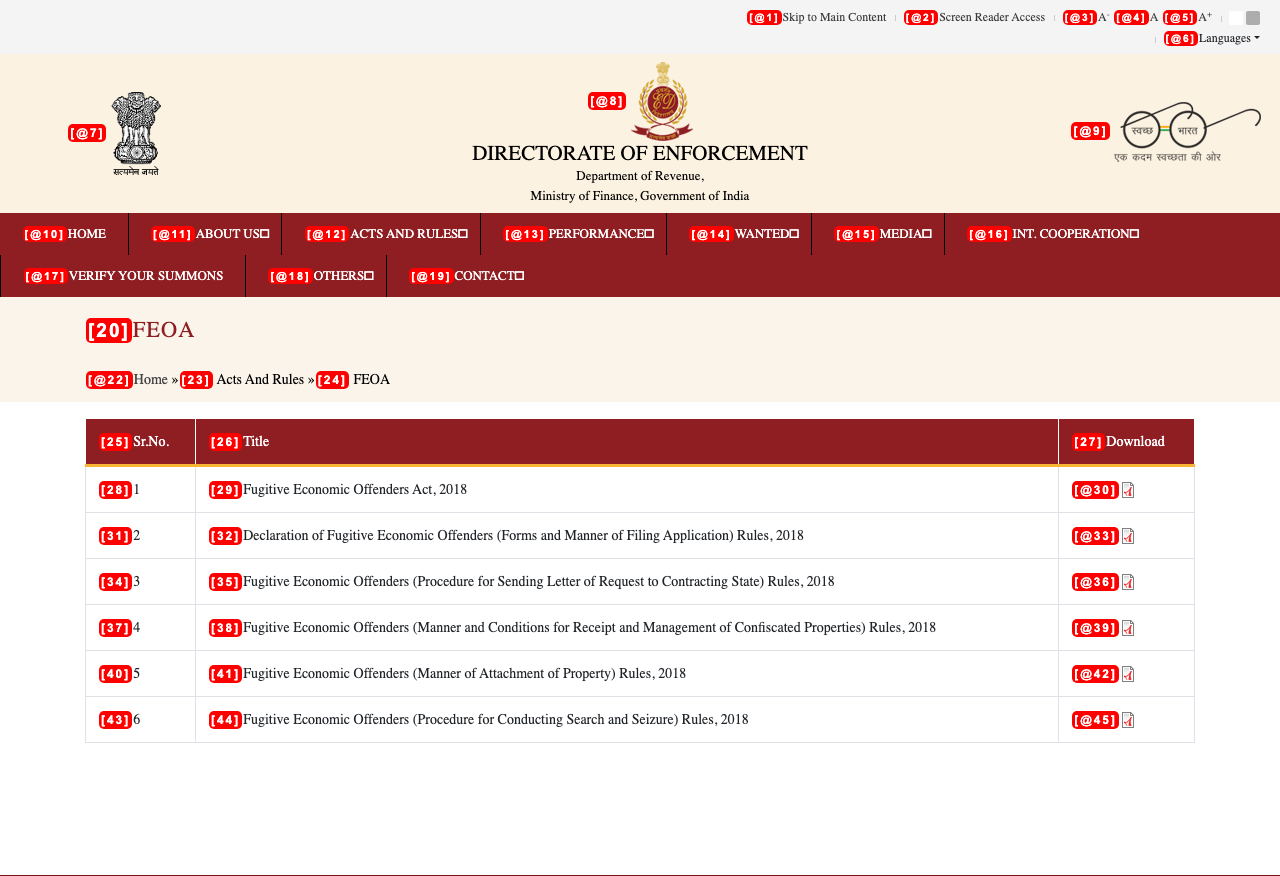 [@1]Skip to Main Content [@2]Screen Reader Access [@3]A- [@4]A [@5]A+
[@6]Languages
[@7]
सत्यमेव जयते
[@8]
DIRECTORATE OF ENFORCEMENT
Department of Revenue,
Ministry of Finance, Government of India
[@9]
स्वच्छ भारत
एक कदम स्वच्छता की ओर
[@10]HOME [@11]ABOUT US [@12]ACTS AND RULES [@13]PERFORMANCE [@14]WANTED [@15]MEDIA [@16]INT. COOPERATION
[@17]VERIFY YOUR SUMMONS [@18]OTHERS [@19]CONTACT
[20]FEOA
[@22]Home »[23] Acts And Rules »[24] FEOA
[25]Sr.No. [26]Title [27]Download
[28]1 [29]Fugitive Economic Offenders Act, 2018 [@30]
[31]2 [32]Declaration of Fugitive Economic Offenders (Forms and Manner of Filing Application) Rules, 2018 [@33]
[34]3 [35]Fugitive Economic Offenders (Procedure for Sending Letter of Request to Contracting State) Rules, 2018 [@36]
[37]4 [38]Fugitive Economic Offenders (Manner and Conditions for Receipt and Management of Confiscated Properties) Rules, 2018 [@39]
[40]5 [41]Fugitive Economic Offenders (Manner of Attachment of Property) Rules, 2018 [@42]
[43]6 [44]Fugitive Economic Offenders (Procedure for Conducting Search and Seizure) Rules, 2018 [@45]